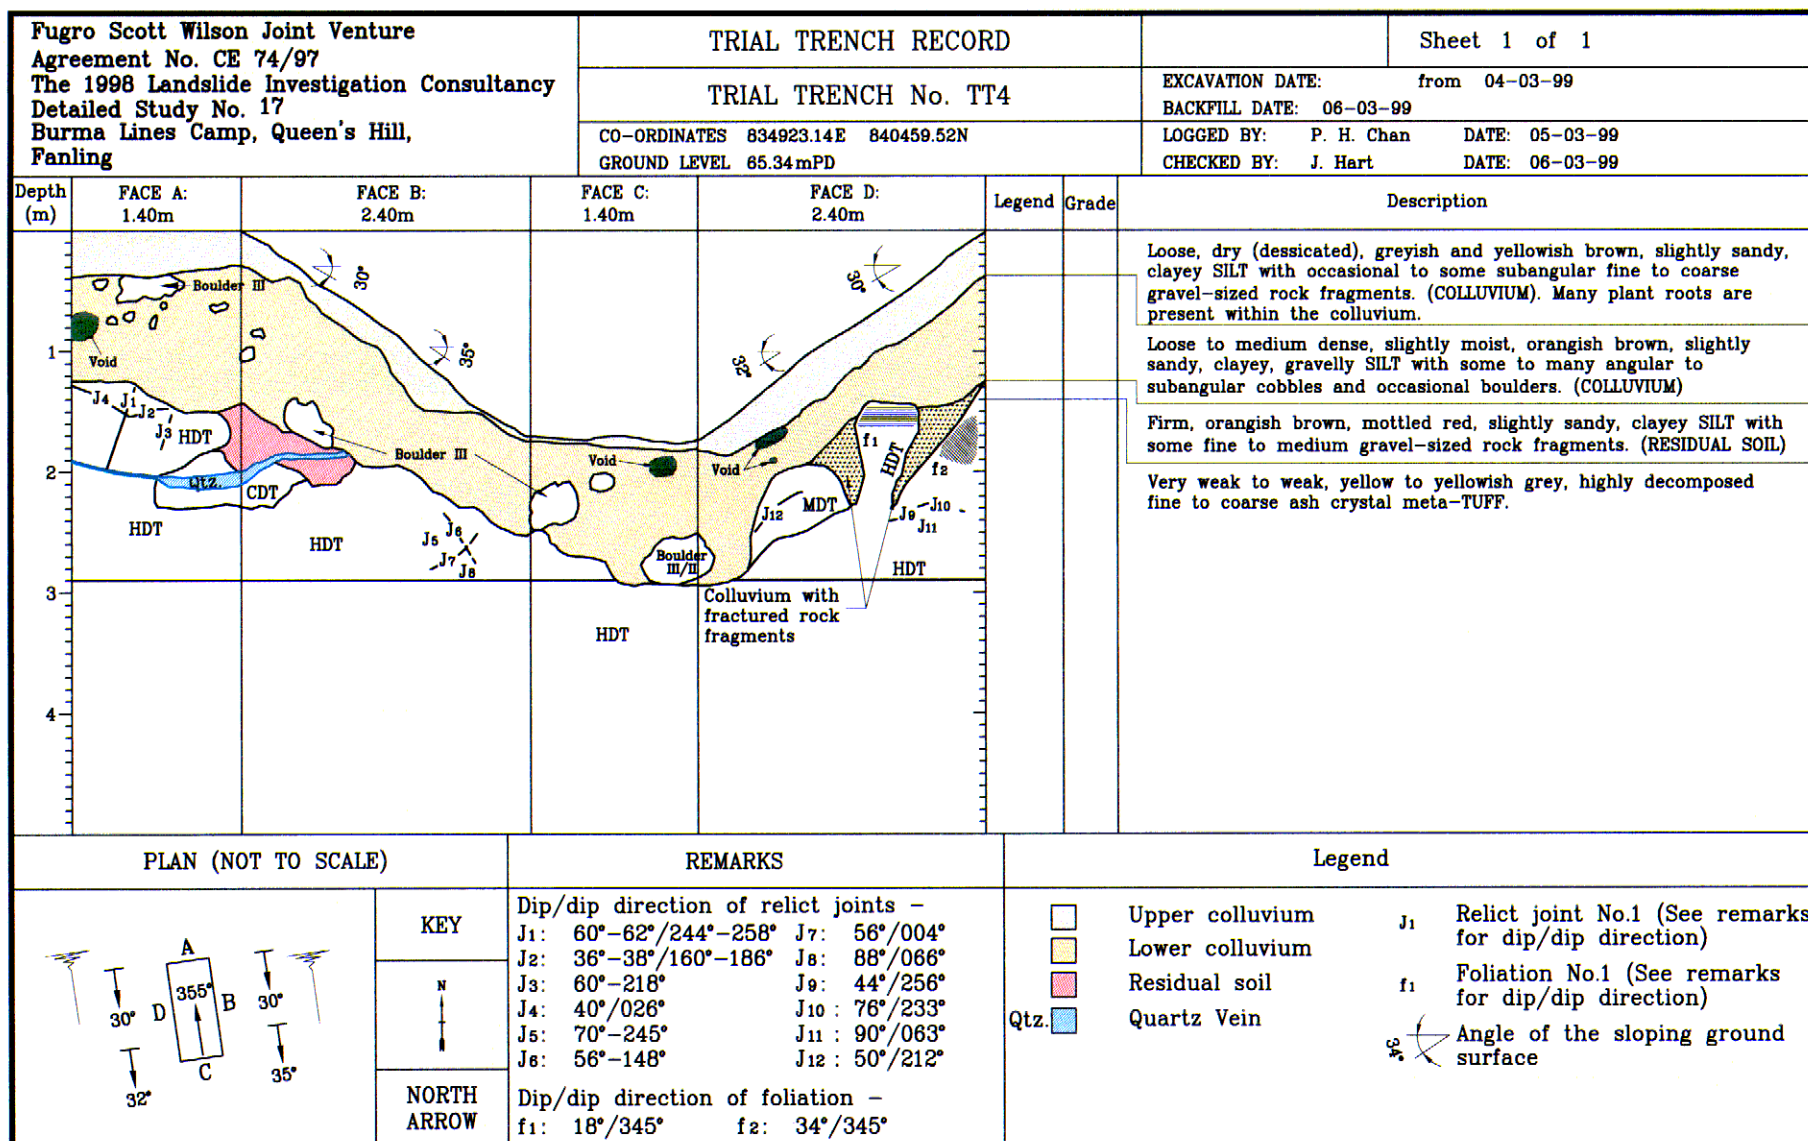 Fugro Scott Wilson Joint Venture
Agreement No. CE 74/97
The 1998 Landslide Investigation Consultancy
Detailed Study No. 17
Burma Lines Camp, Queen's Hill,
Fanling
TRIAL TRENCH RECORD
TRIAL TRENCH No. TT4
CO-ORDINATES 834923.14E 840459.52N
GROUND LEVEL 65.34mPD
Sheet 1 of 1
EXCAVATION DATE: from 04-03-99
BACKFILL DATE: 06-03-99
LOGGED BY: P. H. Chan DATE: 05-03-99
CHECKED BY: J. Hart DATE: 06-03-99
Depth (m)
FACE A: 1.40m
FACE B: 2.40m
FACE C: 1.40m
FACE D: 2.40m
Legend
Grade
Description
30°
30°
Boulder III
35°
32°
Void
1
J4
J1
J2
J3
HDT
f1
HDT
f2
Boulder III
Void
Void
2
Qtz.
CDT
MDT
J12
J9
J10
J11
HDT
HDT
J5
J6
J7
J8
Boulder
III/II
HDT
3
Colluvium with
fractured rock
fragments
HDT
4
Loose, dry (dessicated), greyish and yellowish brown, slightly sandy,
clayey SILT with occasional to some subangular fine to coarse
gravel-sized rock fragments. (COLLUVIUM). Many plant roots are
present within the colluvium.
Loose to medium dense, slightly moist, orangish brown, slightly
sandy, clayey, gravelly SILT with some to many angular to
subangular cobbles and occasional boulders. (COLLUVIUM)
Firm, orangish brown, mottled red, slightly sandy, clayey SILT with
some fine to medium gravel-sized rock fragments. (RESIDUAL SOIL)
Very weak to weak, yellow to yellowish grey, highly decomposed
fine to coarse ash crystal meta-TUFF.
PLAN (NOT TO SCALE)
A
355°
D
B
C
30°
30°
32°
35°
KEY
N
NORTH
ARROW
REMARKS
Dip/dip direction of relict joints -
J1: 60°-62°/244°-258° J7: 56°/004°
J2: 36°-38°/160°-186° J8: 88°/066°
J3: 60°-218° J9: 44°/256°
J4: 40°/026° J10 : 76°/233°
J5: 70°-245° J11 : 90°/063°
J6: 56°-148° J12 : 50°/212°
Dip/dip direction of foliation -
f1: 18°/345° f2: 34°/345°
Legend
Upper colluvium
Lower colluvium
Residual soil
Qtz. Quartz Vein
J1 Relict joint No.1 (See remarks
for dip/dip direction)
f1 Foliation No.1 (See remarks
for dip/dip direction)
34° Angle of the sloping ground
surface